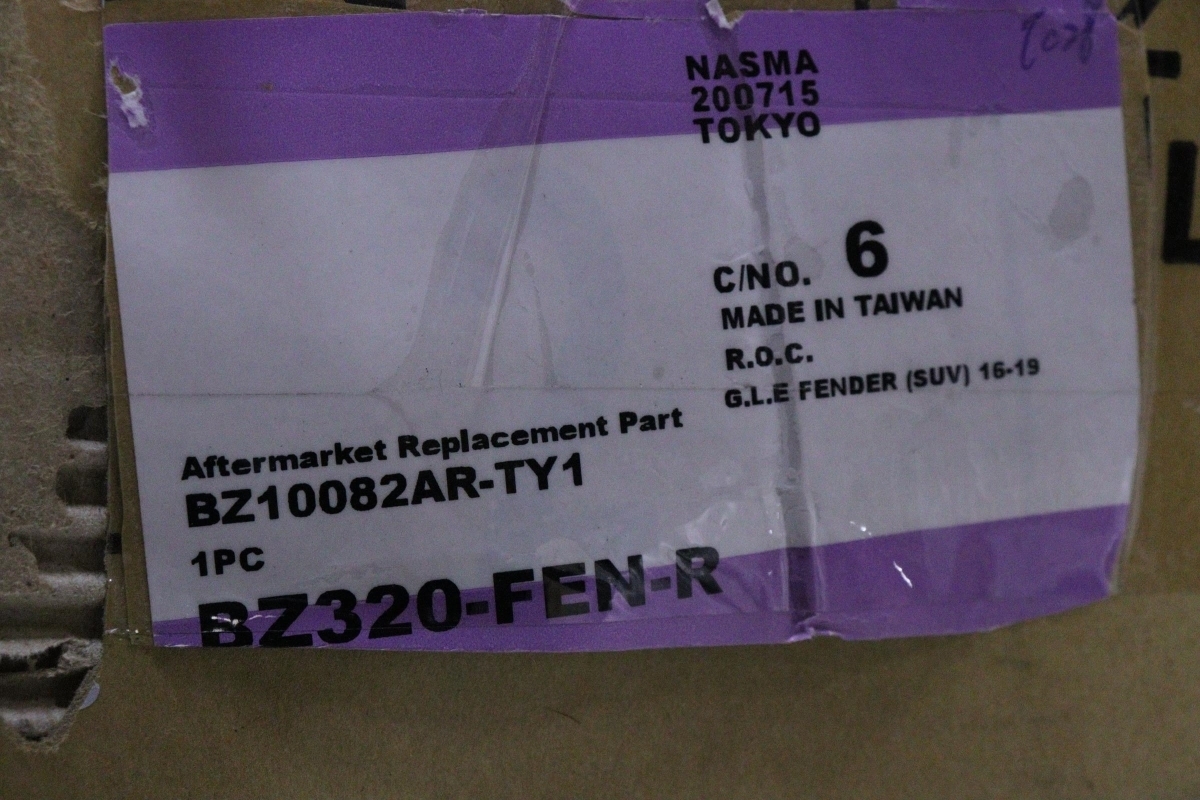 NASMA
200715
TOKYO
C/NO. 6
MADE IN TAIWAN
R.O.C.
G.L.E FENDER (SUV) 16-19
Aftermarket Replacement Part
BZ10082AR-TY1
1PC
BZ320-FEN-R